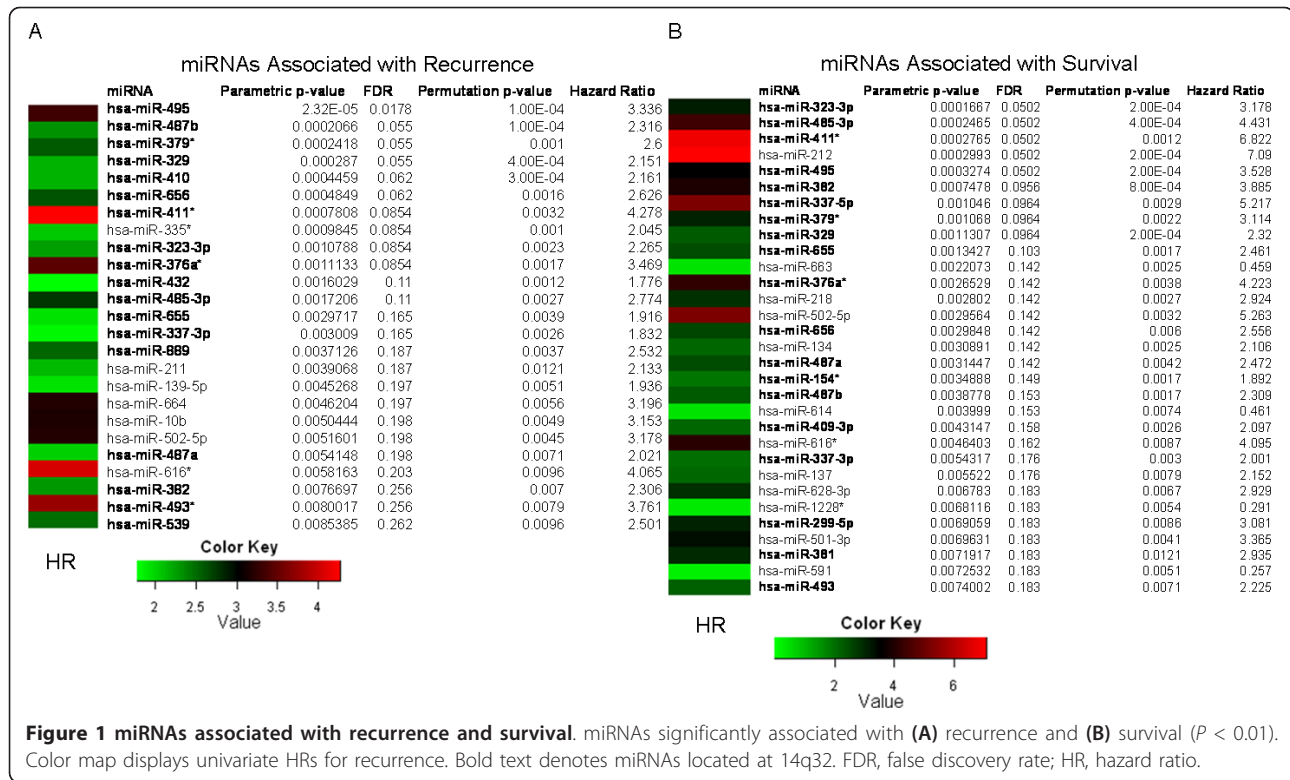 A
miRNAs Associated with Recurrence
miRNA Parametric p-value FDR Permutation p-value Hazard Ratio
hsa-miR-495 2.32E-05 0.0178 1.00E-04 3.336
hsa-miR-487b 0.0002066 0.055 1.00E-04 2.316
hsa-miR-379* 0.0002418 0.055 0.001 2.6
hsa-miR-329 0.000287 0.055 4.00E-04 2.151
hsa-miR-410 0.0004459 0.062 3.00E-04 2.161
hsa-miR-656 0.0004849 0.062 0.0016 2.626
hsa-miR-411* 0.0007808 0.0854 0.0032 4.278
hsa-miR-335* 0.0009845 0.0854 0.001 2.045
hsa-miR-323-3p 0.0010788 0.0854 0.0023 2.265
hsa-miR-376a* 0.0011133 0.0854 0.0017 3.469
hsa-miR-432 0.0016029 0.11 0.0012 1.776
hsa-miR-485-3p 0.0017206 0.11 0.0027 2.774
hsa-miR-655 0.0029717 0.165 0.0039 1.916
hsa-miR-337-3p 0.003009 0.165 0.0026 1.832
hsa-miR-889 0.0037126 0.187 0.0037 2.532
hsa-miR-211 0.0039068 0.187 0.0121 2.133
hsa-miR-139-5p 0.0045268 0.197 0.0051 1.936
hsa-miR-664 0.0046204 0.197 0.0056 3.196
hsa-miR-10b 0.0050444 0.198 0.0049 3.153
hsa-miR-502-5p 0.0051601 0.198 0.0045 3.178
hsa-miR-487a 0.0054148 0.198 0.0071 2.021
hsa-miR-616* 0.0058163 0.203 0.0096 4.065
hsa-miR-382 0.0076697 0.256 0.007 2.306
hsa-miR-493* 0.0080017 0.256 0.0079 3.761
hsa-miR-539 0.0085385 0.262 0.0096 2.501
HR
Color Key
2 2.5 3 3.5 4
Value
B
miRNAs Associated with Survival
miRNA Parametric p-value FDR Permutation p-value Hazard Ratio
hsa-miR-323-3p 0.0001667 0.0502 2.00E-04 3.178
hsa-miR-485-3p 0.0002465 0.0502 4.00E-04 4.431
hsa-miR-411* 0.0002765 0.0502 0.0012 6.822
hsa-miR-212 0.0002993 0.0502 2.00E-04 7.09
hsa-miR-495 0.0003274 0.0502 2.00E-04 3.528
hsa-miR-382 0.0007478 0.0956 8.00E-04 3.885
hsa-miR-337-5p 0.001046 0.0964 0.0029 5.217
hsa-miR-379* 0.001068 0.0964 0.0022 3.114
hsa-miR-329 0.0011307 0.0964 2.00E-04 2.32
hsa-miR-655 0.0013427 0.103 0.0017 2.461
hsa-miR-663 0.0022073 0.142 0.0025 0.459
hsa-miR-376a* 0.0026529 0.142 0.0038 4.223
hsa-miR-218 0.002802 0.142 0.0027 2.924
hsa-miR-502-5p 0.0029564 0.142 0.0032 5.263
hsa-miR-656 0.0029848 0.142 0.006 2.556
hsa-miR-134 0.0030891 0.142 0.0025 2.106
hsa-miR-487a 0.0031447 0.142 0.0042 2.472
hsa-miR-154* 0.0034888 0.149 0.0017 1.892
hsa-miR-487b 0.0038778 0.153 0.0017 2.309
hsa-miR-614 0.003999 0.153 0.0074 0.461
hsa-miR-409-3p 0.0043147 0.158 0.0026 2.097
hsa-miR-616* 0.0046403 0.162 0.0087 4.095
hsa-miR-337-3p 0.0054317 0.176 0.003 2.001
hsa-miR-137 0.005522 0.176 0.0079 2.152
hsa-miR-628-3p 0.006783 0.183 0.0067 2.929
hsa-miR-1228* 0.0068116 0.183 0.0054 0.291
hsa-miR-299-5p 0.0069059 0.183 0.0086 3.081
hsa-miR-501-3p 0.0069631 0.183 0.0041 3.365
hsa-miR-381 0.0071917 0.183 0.0121 2.935
hsa-miR-591 0.0072532 0.183 0.0051 0.257
hsa-miR-493 0.0074002 0.183 0.0071 2.225
HR
Color Key
2 4 6
Value
Figure 1 miRNAs associated with recurrence and survival. miRNAs significantly associated with (A) recurrence and (B) survival (P < 0.01).
Color map displays univariate HRs for recurrence. Bold text denotes miRNAs located at 14q32. FDR, false discovery rate; HR, hazard ratio.